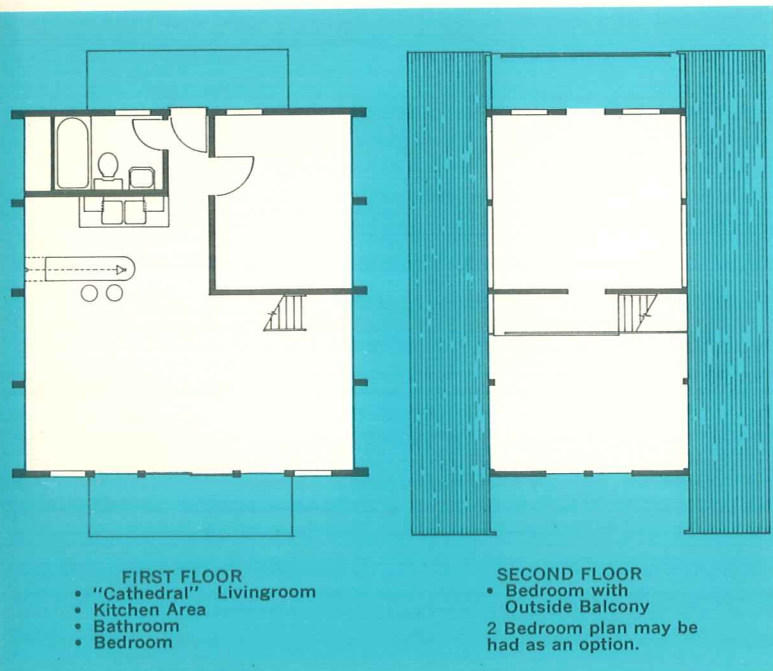 FIRST FLOOR
• "Cathedral" Livingroom
• Kitchen Area
• Bathroom
• Bedroom
SECOND FLOOR
• Bedroom with
Outside Balcony
2 Bedroom plan may be
had as an option.